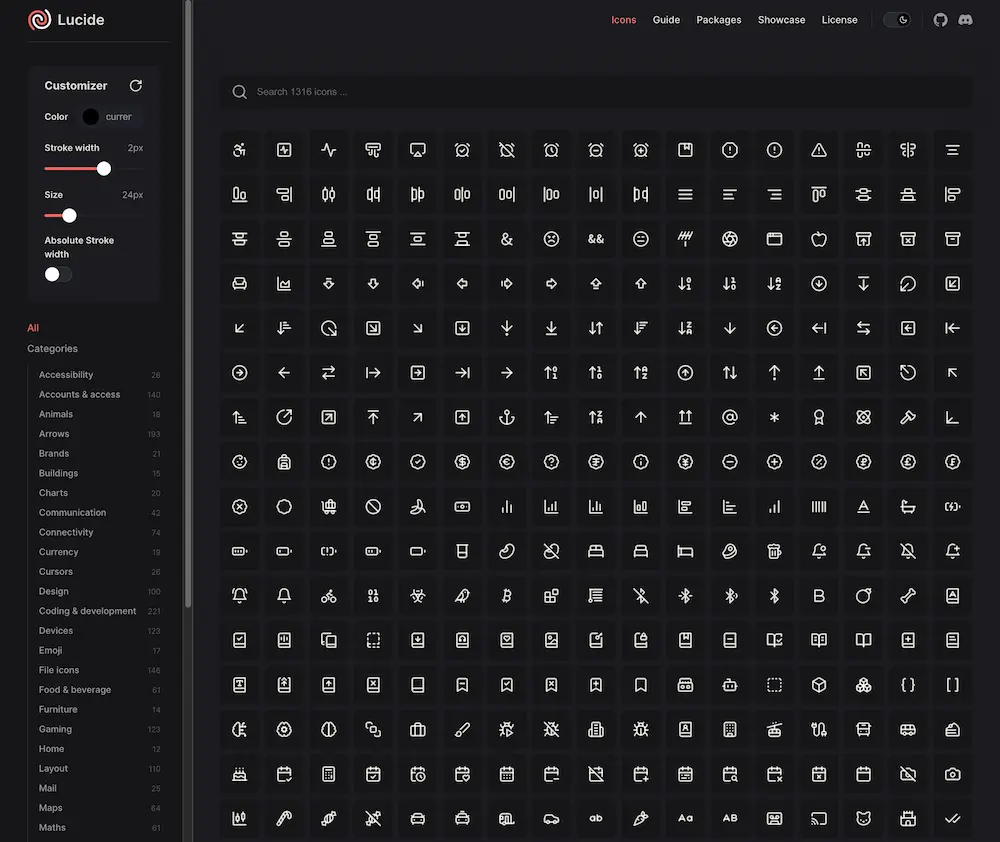 Lucide
Icons Guide Packages Showcase License
Customizer
Color currer
Stroke width 2px
Size 24px
Absolute Stroke
width
Search 1316 icons ...
All
Categories
Accessibility 26
Accounts & access 140
Animals 18
Arrows 193
Brands 21
Buildings 15
Charts 20
Communication 42
Connectivity 74
Currency 19
Cursors 26
Design 100
Coding & development 221
Devices 123
Emoji 17
File icons 146
Food & beverage 61
Furniture 14
Gaming 123
Home 12
Layout 110
Mail 25
Maps 64
Maths 61